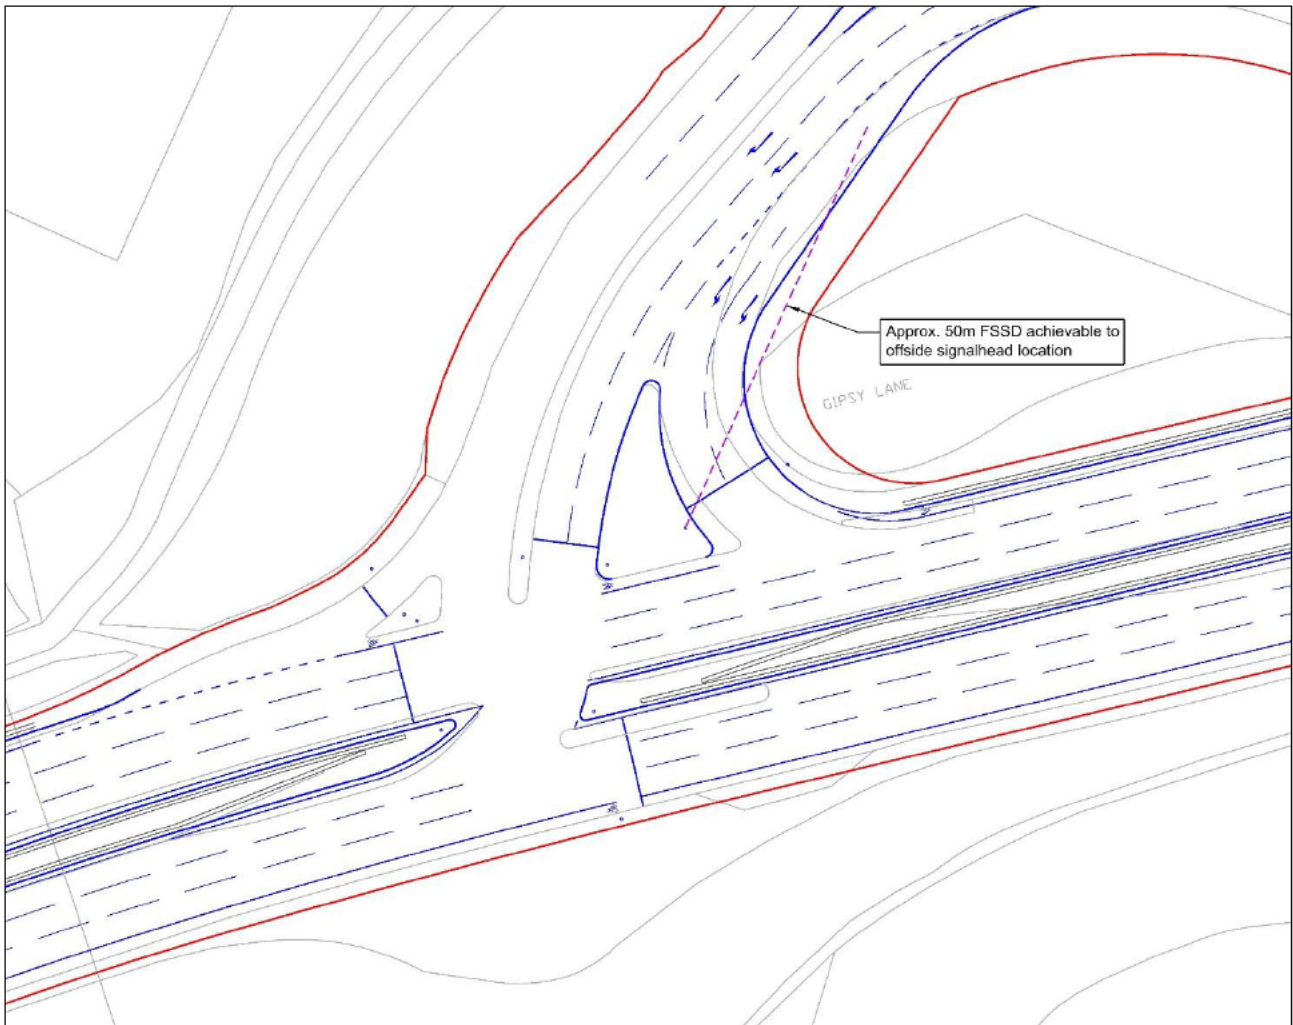 Approx. 50m FSSD achievable to
offside signalhead location
GIPSY LANE